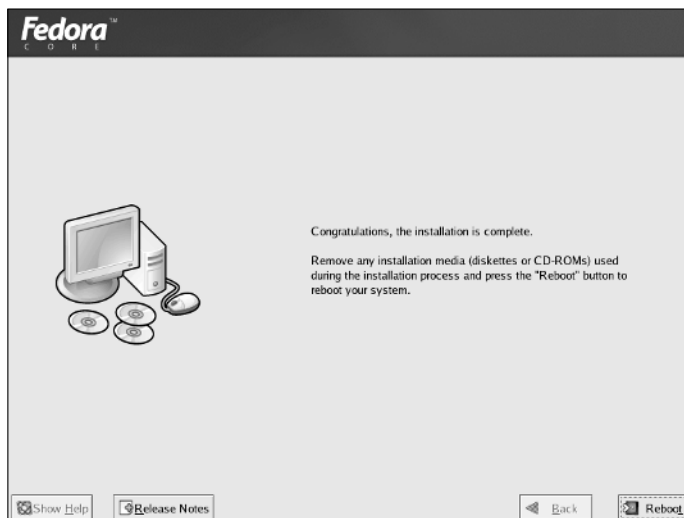 Fedora™
CORE
Congratulations, the installation is complete.
Remove any installation media (diskettes or CD-ROMs) used
during the installation process and press the "Reboot" button to
reboot your system.
Show Help
Release Notes
Back
Reboot